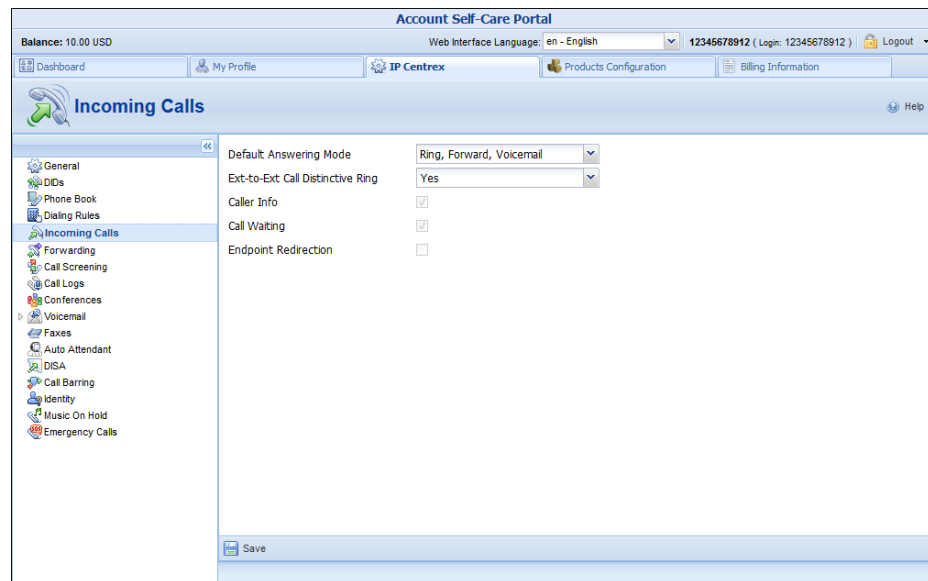 Account Self-Care Portal
Balance: 10.00 USD Web Interface Language: en - English 12345678912 ( Login: 12345678912 ) Logout
Dashboard My Profile IP Centrex Products Configuration Billing Information
Incoming Calls Help
General
DIDs
Phone Book
Dialing Rules
Incoming Calls
Forwarding
Call Screening
Call Logs
Conferences
Voicemail
Faxes
Auto Attendant
DISA
Call Barring
Identity
Music On Hold
Emergency Calls
Default Answering Mode Ring, Forward, Voicemail
Ext-to-Ext Call Distinctive Ring Yes
Caller Info
Call Waiting
Endpoint Redirection
Save